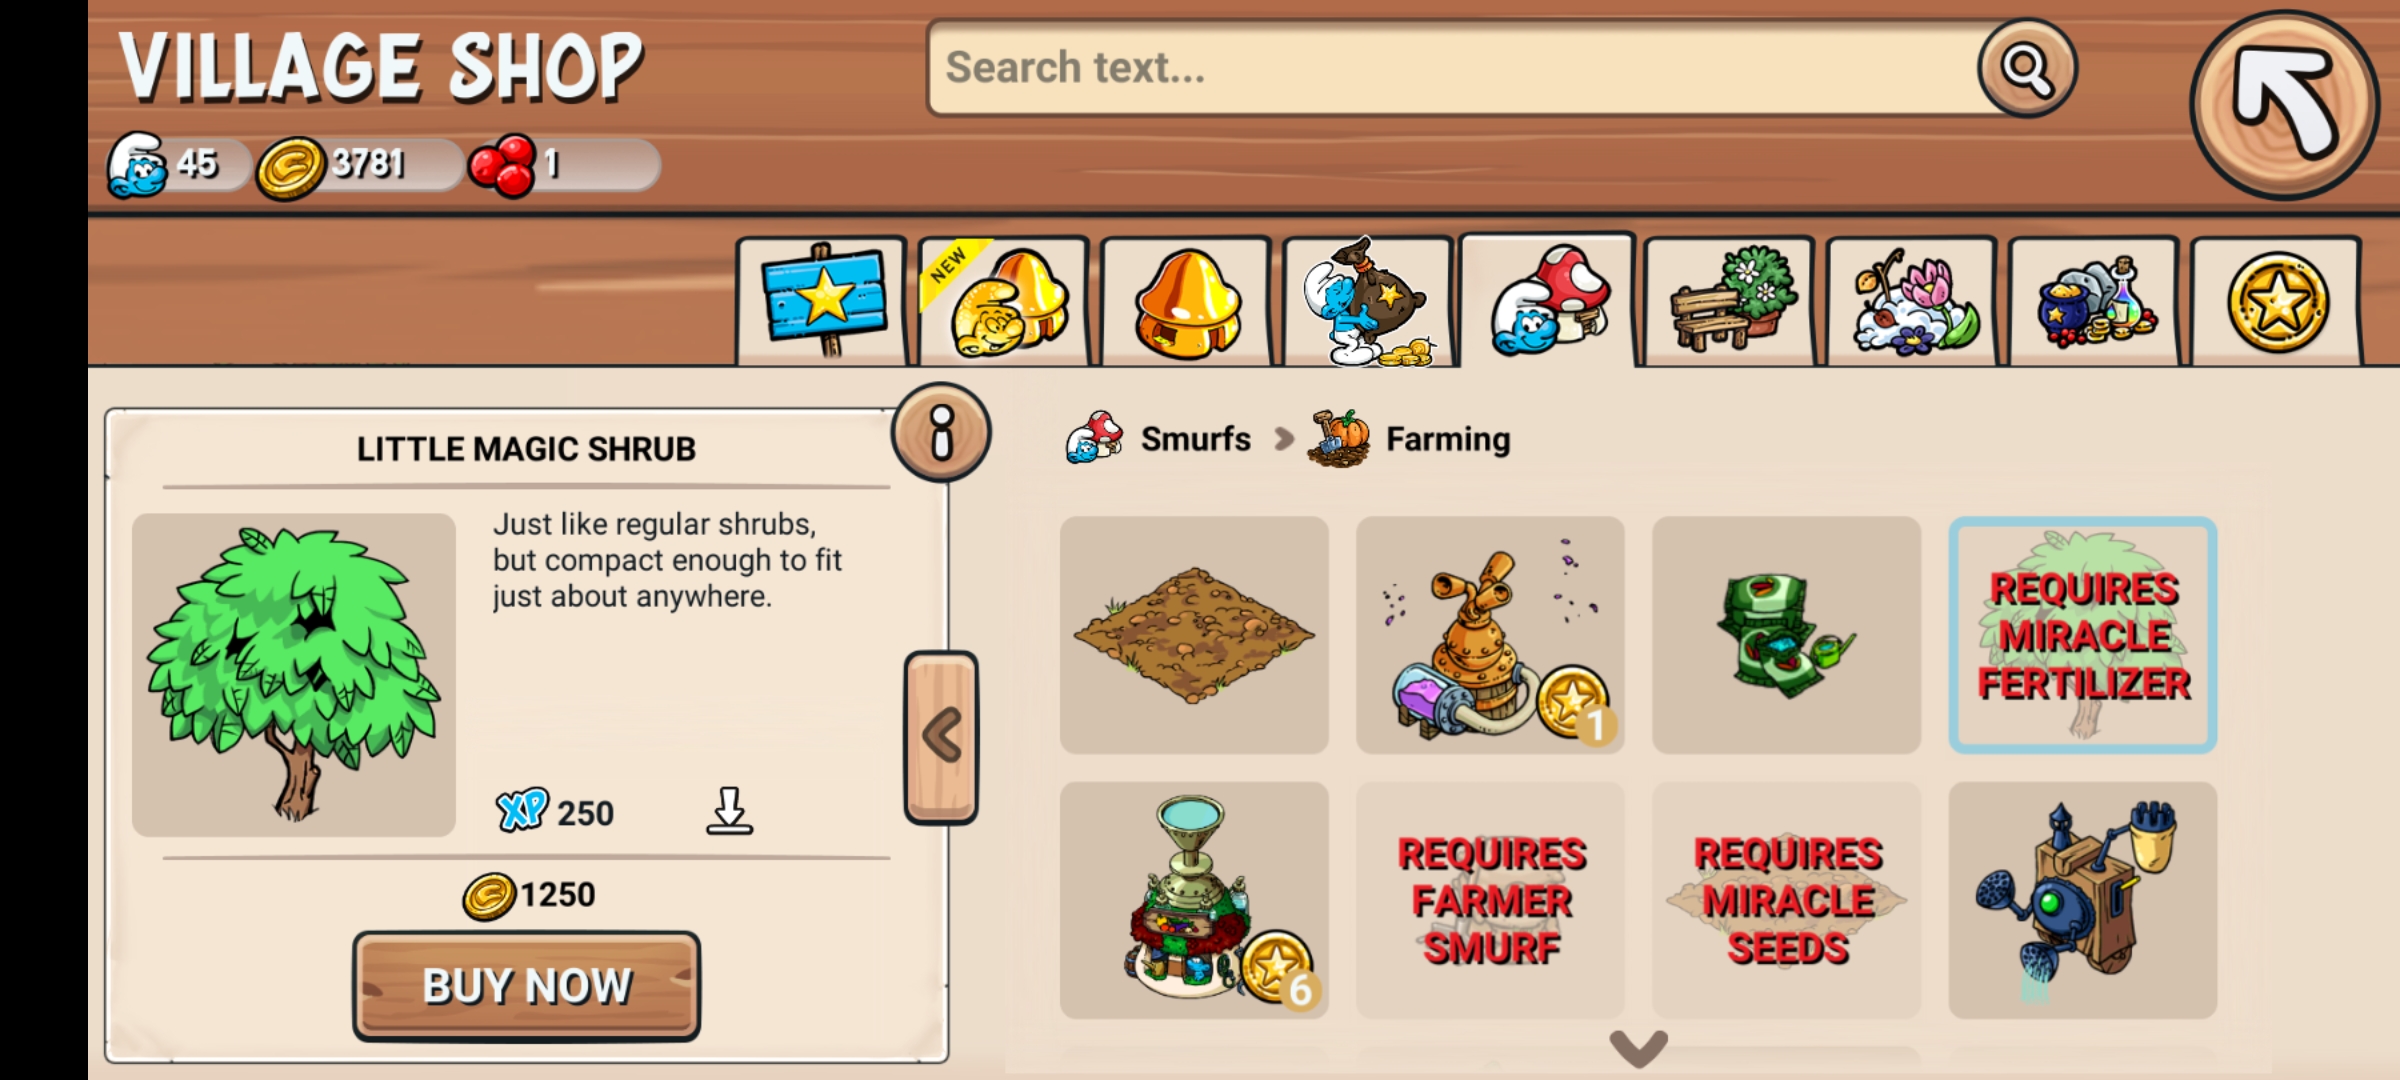 VILLAGE SHOP
Search text...
45
3781
1
NEW
LITTLE MAGIC SHRUB
Just like regular shrubs,
but compact enough to fit
just about anywhere.
XP 250
1250
BUY NOW
Smurfs
Farming
1
REQUIRES
MIRACLE
FERTILIZER
6
REQUIRES
FARMER
SMURF
REQUIRES
MIRACLE
SEEDS